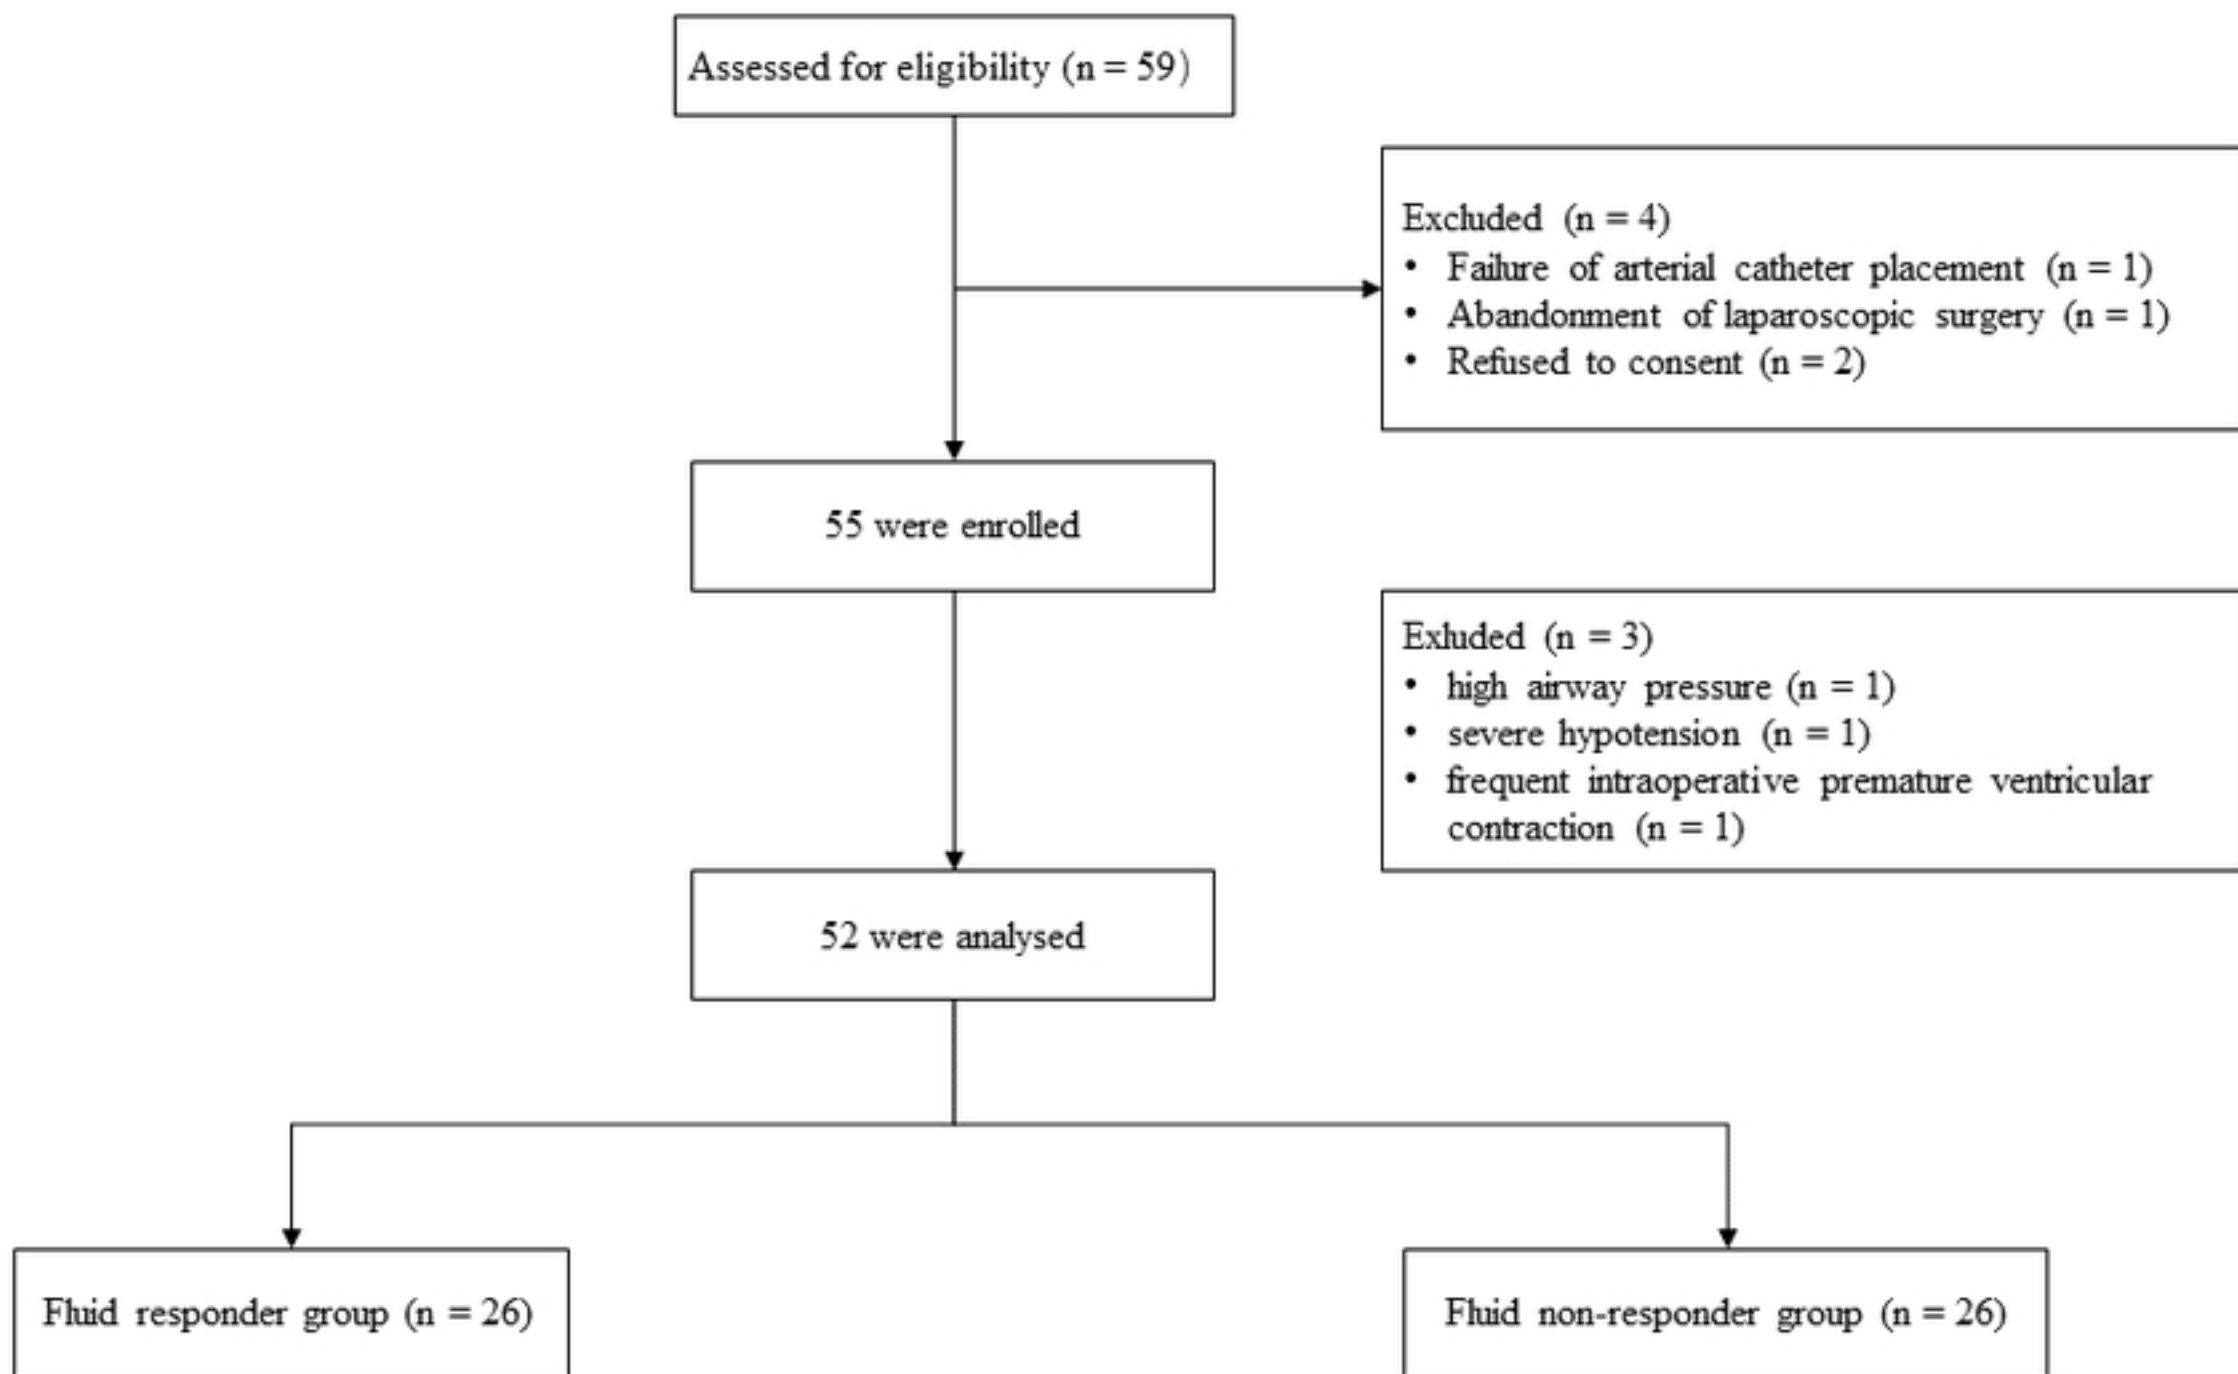 Assessed for eligibility (n = 59)
Excluded (n = 4)
• Failure of arterial catheter placement (n = 1)
• Abandonment of laparoscopic surgery (n = 1)
• Refused to consent (n = 2)
55 were enrolled
Exluded (n = 3)
• high airway pressure (n = 1)
• severe hypotension (n = 1)
• frequent intraoperative premature ventricular
contraction (n = 1)
52 were analysed
Fluid responder group (n = 26)
Fluid non-responder group (n = 26)